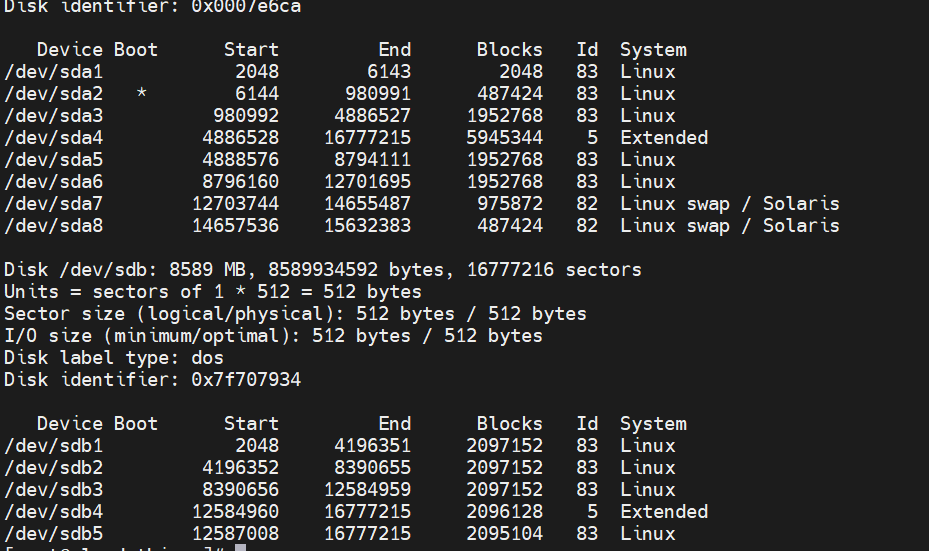 Disk identifier: 0x0007e6ca
   Device Boot      Start         End      Blocks   Id  System
/dev/sda1            2048        6143        2048   83  Linux
/dev/sda2   *        6144      980991      487424   83  Linux
/dev/sda3          980992     4886527     1952768   83  Linux
/dev/sda4         4886528    16777215     5945344    5  Extended
/dev/sda5         4888576     8794111     1952768   83  Linux
/dev/sda6         8796160    12701695     1952768   83  Linux
/dev/sda7        12703744    14655487      975872   82  Linux swap / Solaris
/dev/sda8        14657536    15632383      487424   82  Linux swap / Solaris
Disk /dev/sdb: 8589 MB, 8589934592 bytes, 16777216 sectors
Units = sectors of 1 * 512 = 512 bytes
Sector size (logical/physical): 512 bytes / 512 bytes
I/O size (minimum/optimal): 512 bytes / 512 bytes
Disk label type: dos
Disk identifier: 0x7f707934
   Device Boot      Start         End      Blocks   Id  System
/dev/sdb1            2048     4196351     2097152   83  Linux
/dev/sdb2         4196352     8390655     2097152   83  Linux
/dev/sdb3         8390656    12584959     2097152   83  Linux
/dev/sdb4        12584960    16777215     2096128    5  Extended
/dev/sdb5        12587008    16777215     2095104   83  Linux